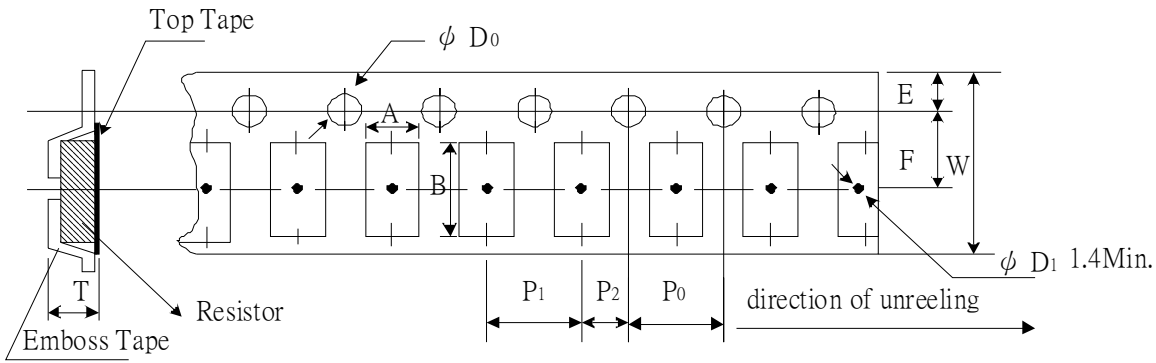 Top Tape
φ D0
E
A
F
W
B
φ D1 1.4Min.
T
P1
P2
P0
direction of unreeling
Resistor
Emboss Tape